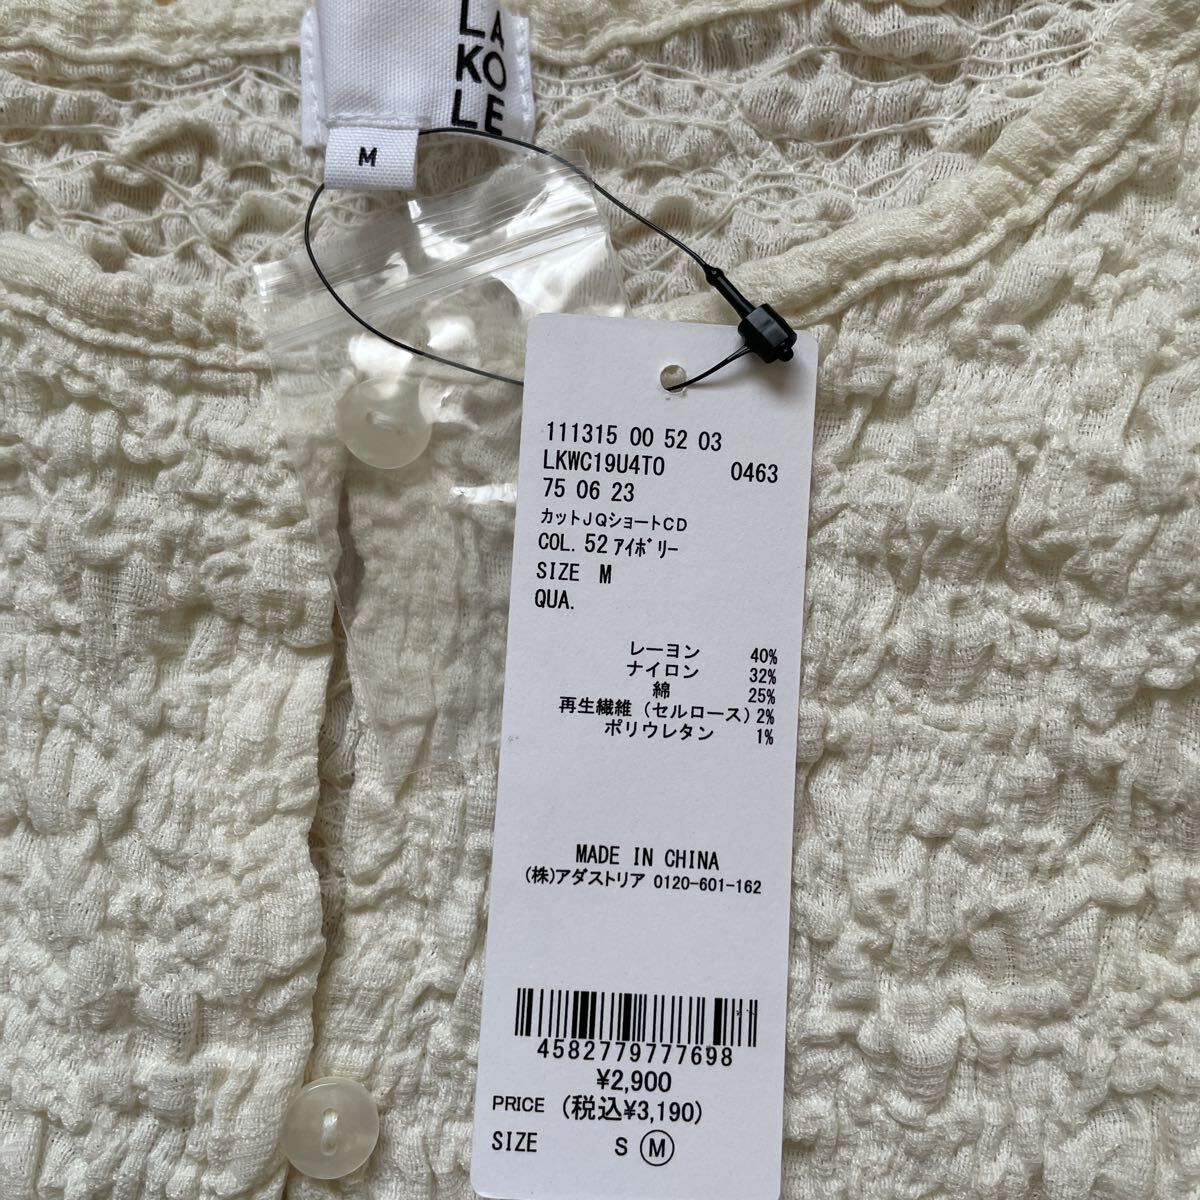 LA
KO
LE
M
111315 00 52 03
LKWC19U4TO 0463
75 06 23
カットJQショートCD
COL. 52 ｱｲﾎﾞﾘｰ
SIZE M
QUA.
レーヨン 40%
ナイロン 32%
綿 25%
再生繊維(セルロース) 2%
ポリウレタン 1%
MADE IN CHINA
(株)アダストリア 0120-601-162
4582779777698
¥2,900
PRICE (税込¥3,190)
SIZE S M